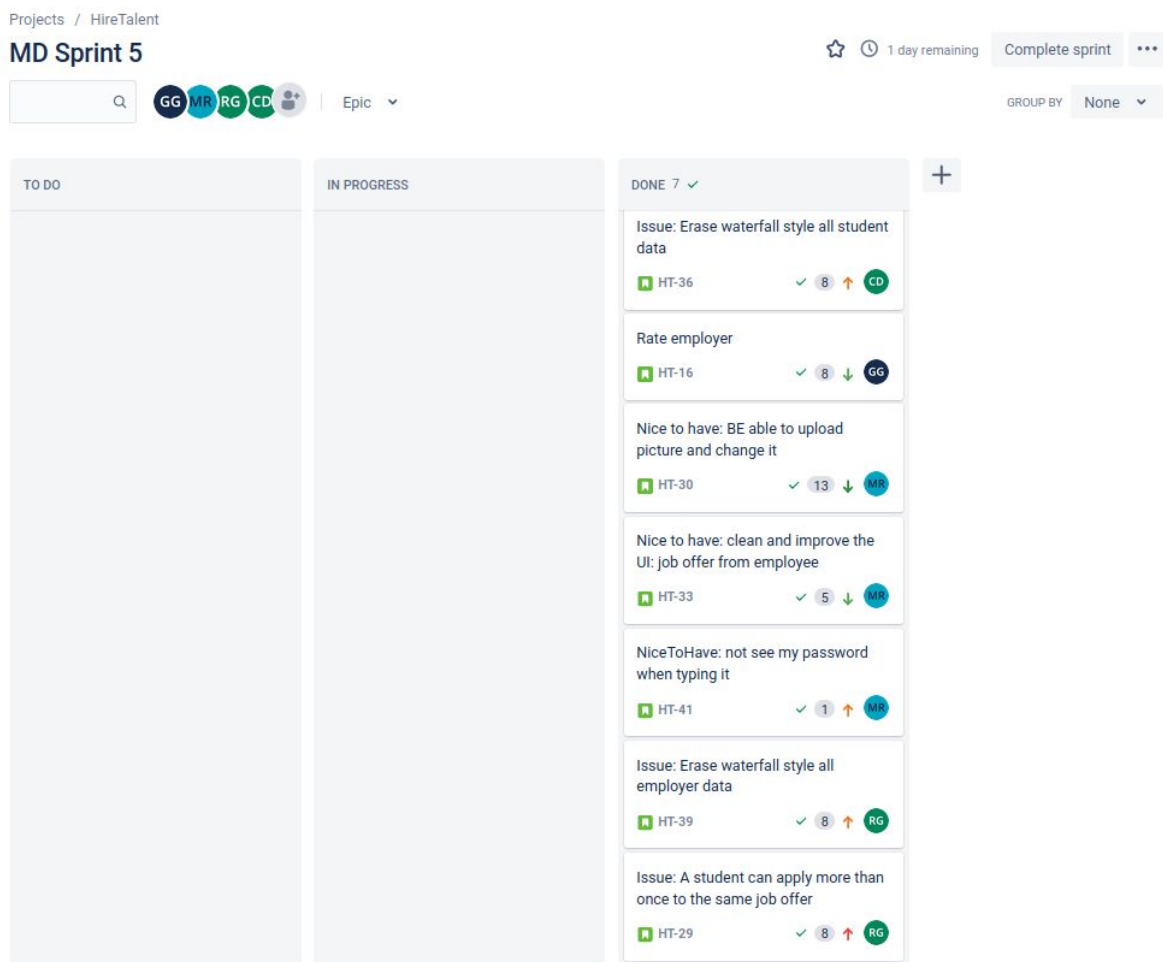 Projects / HireTalent
MD Sprint 5
1 day remaining
Complete sprint
GG MR RG CD
Epic
GROUP BY None
TO DO
IN PROGRESS
DONE 7
Issue: Erase waterfall style all student
data
HT-36 8 CD
Rate employer
HT-16 8 GG
Nice to have: BE able to upload
picture and change it
HT-30 13 MR
Nice to have: clean and improve the
UI: job offer from employee
HT-33 5 MR
NiceToHave: not see my password
when typing it
HT-41 1 MR
Issue: Erase waterfall style all
employer data
HT-39 8 RG
Issue: A student can apply more than
once to the same job offer
HT-29 8 RG